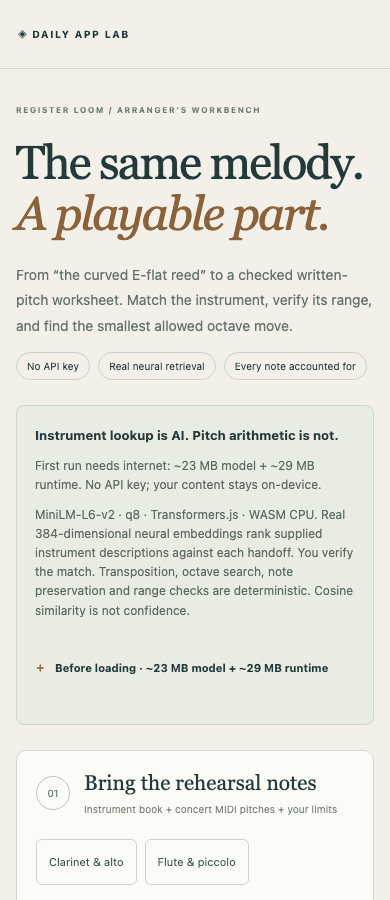 ◈ DAILY APP LAB
REGISTER LOOM / ARRANGER'S WORKBENCH
The same melody.
A playable part.
From “the curved E-flat reed” to a checked written-
pitch worksheet. Match the instrument, verify its range,
and find the smallest allowed octave move.
No API key
Real neural retrieval
Every note accounted for
Instrument lookup is AI. Pitch arithmetic is not.
First run needs internet: ~23 MB model + ~29 MB
runtime. No API key; your content stays on-device.
MiniLM-L6-v2 · q8 · Transformers.js · WASM CPU. Real
384-dimensional neural embeddings rank supplied
instrument descriptions against each handoff. You verify
the match. Transposition, octave search, note
preservation and range checks are deterministic. Cosine
similarity is not confidence.
+ Before loading · ~23 MB model + ~29 MB runtime
01
Bring the rehearsal notes
Instrument book + concert MIDI pitches + your limits
Clarinet & alto
Flute & piccolo